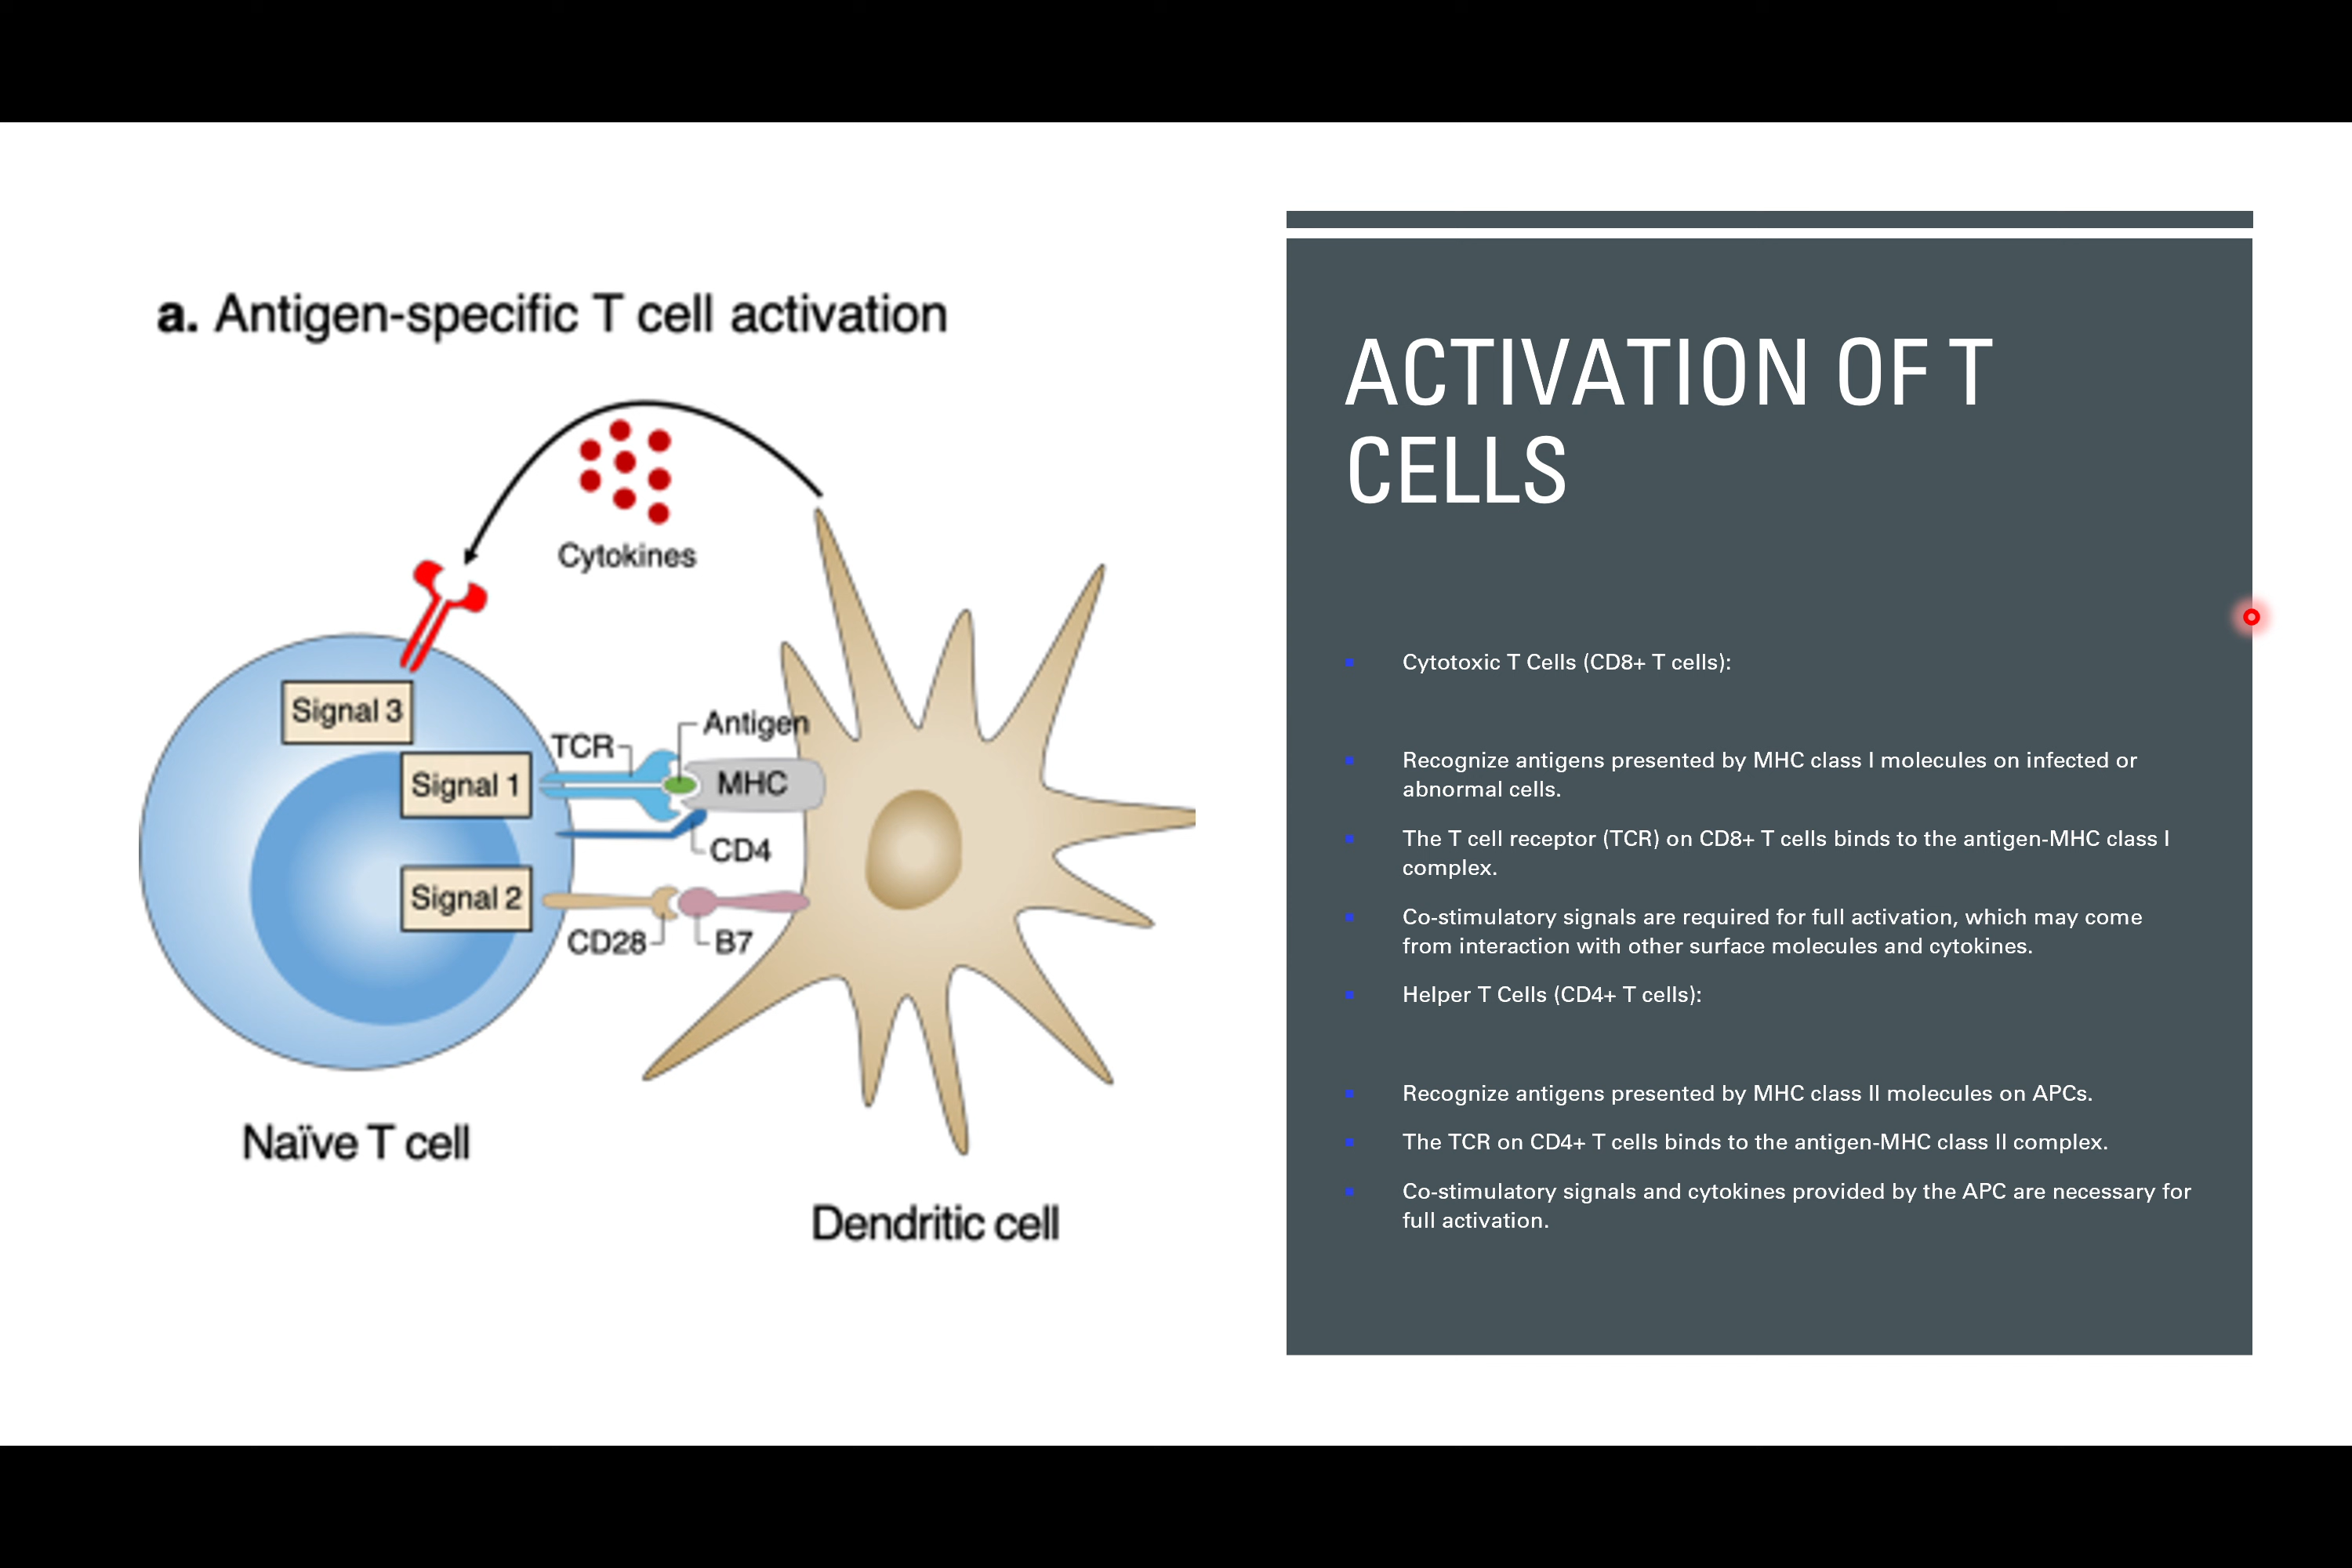 a. Antigen-specific T cell activation
Cytokines
Signal 3
Antigen
TCR
Signal 1
MHC
CD4
Signal 2
CD28
B7
Naïve T cell
Dendritic cell
ACTIVATION OF T
CELLS
Cytotoxic T Cells (CD8+ T cells):
Recognize antigens presented by MHC class I molecules on infected or
abnormal cells.
The T cell receptor (TCR) on CD8+ T cells binds to the antigen-MHC class I
complex.
Co-stimulatory signals are required for full activation, which may come
from interaction with other surface molecules and cytokines.
Helper T Cells (CD4+ T cells):
Recognize antigens presented by MHC class II molecules on APCs.
The TCR on CD4+ T cells binds to the antigen-MHC class II complex.
Co-stimulatory signals and cytokines provided by the APC are necessary for
full activation.